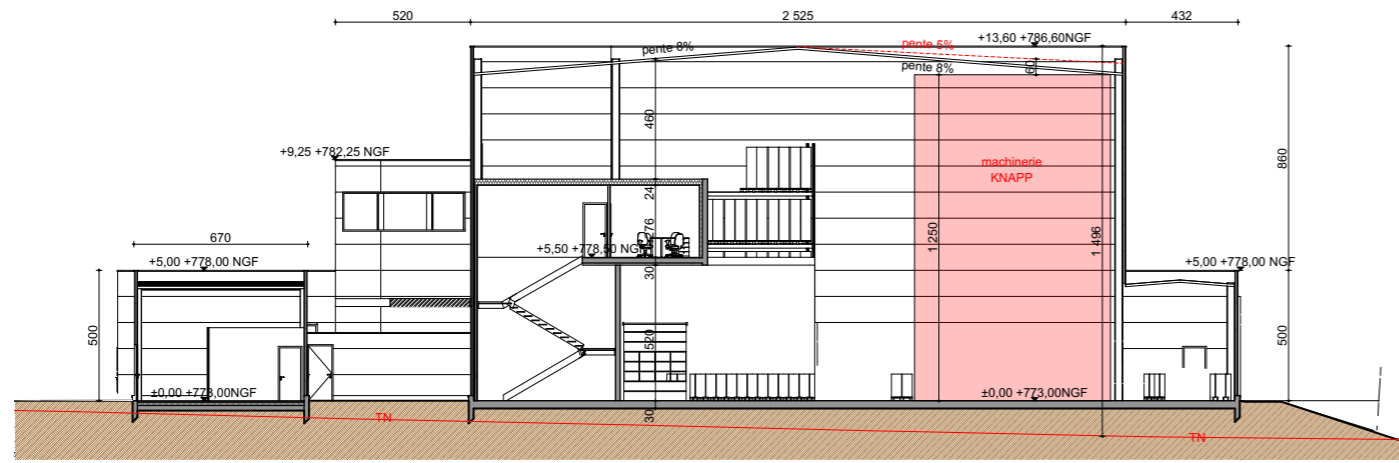 520
2 525
432
+13,60 +786,60NGF
pente 8%
pente 5%
pente 8%
60
460
860
+9,25 +782,25 NGF
machinerie
KNAPP
24
276
1 250
1 496
670
+5,50 +778,50 NGF
+5,00 +778,00 NGF
+5,00 +778,00 NGF
30
500
520
500
±0,00 +773,00NGF
±0,00 +773,00NGF
30
TN
TN